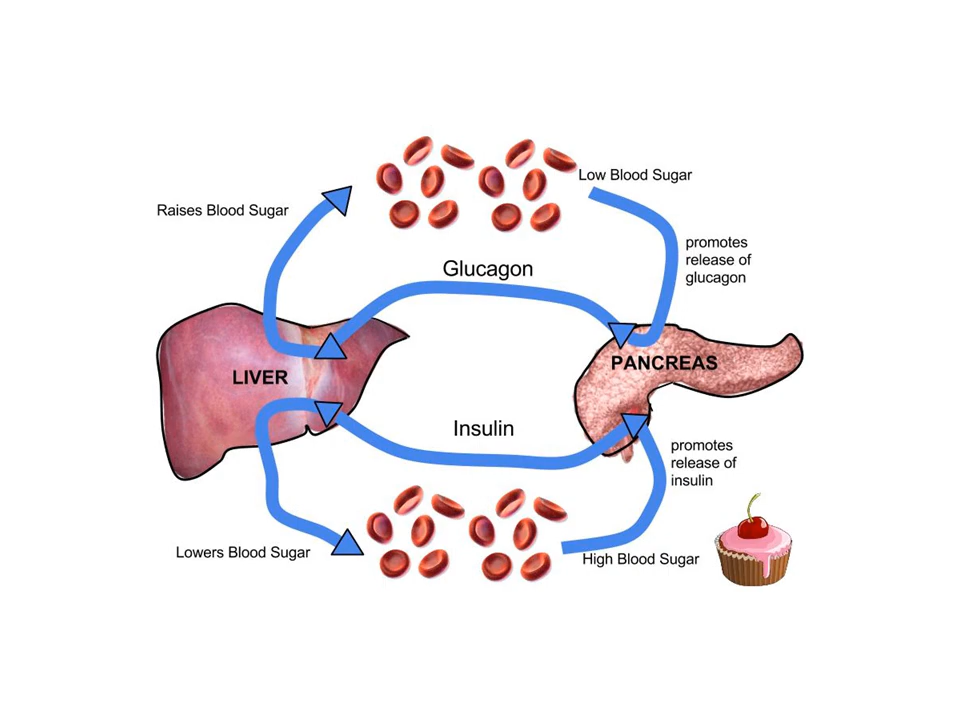 Low Blood Sugar
Raises Blood Sugar
promotes
release of
glucagon
Glucagon
LIVER
PANCREAS
Insulin
promotes
release of
insulin
Lowers Blood Sugar
High Blood Sugar